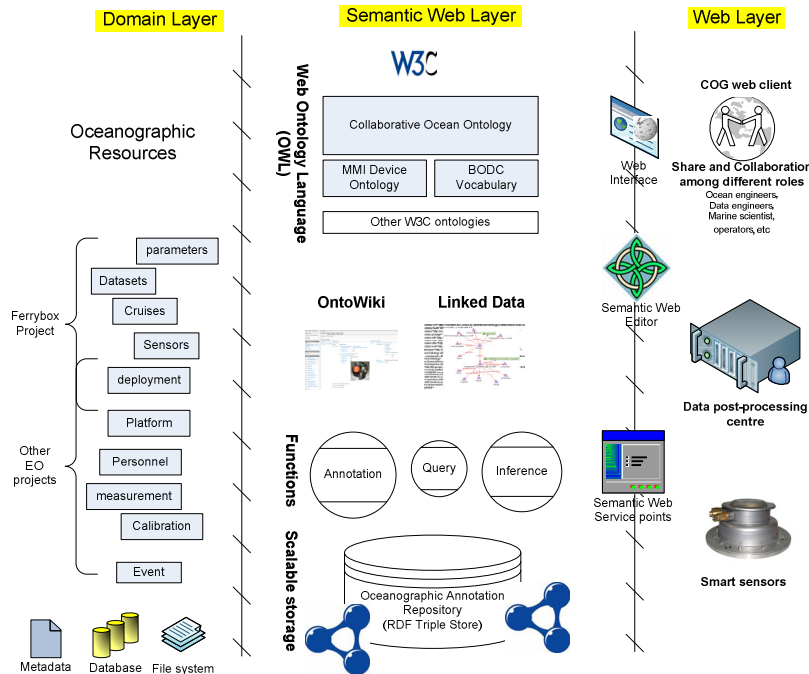 Domain Layer
Semantic Web Layer
Web Layer
Oceanographic
Resources
parameters
Datasets
Cruises
Sensors
deployment
Platform
Personnel
measurement
Calibration
Event
Ferrybox
Project
Other
EO
projects
Metadata
Database
File system
W3C
Web Ontology Language
(OWL)
Collaborative Ocean Ontology
MMI Device
Ontology
BODC
Vocabulary
Other W3C ontologies
OntoWiki
Linked Data
Functions
Annotation
Query
Inference
Scalable storage
Oceanographic Annotation
Repository
(RDF Triple Store)
Web
Interface
Semantic Web
Editor
Semantic Web
Service points
COG web client
Share and Collaboration
among different roles
Ocean engineers,
Data engineers,
Marine scientist,
operators, etc
Data post-processing
centre
Smart sensors